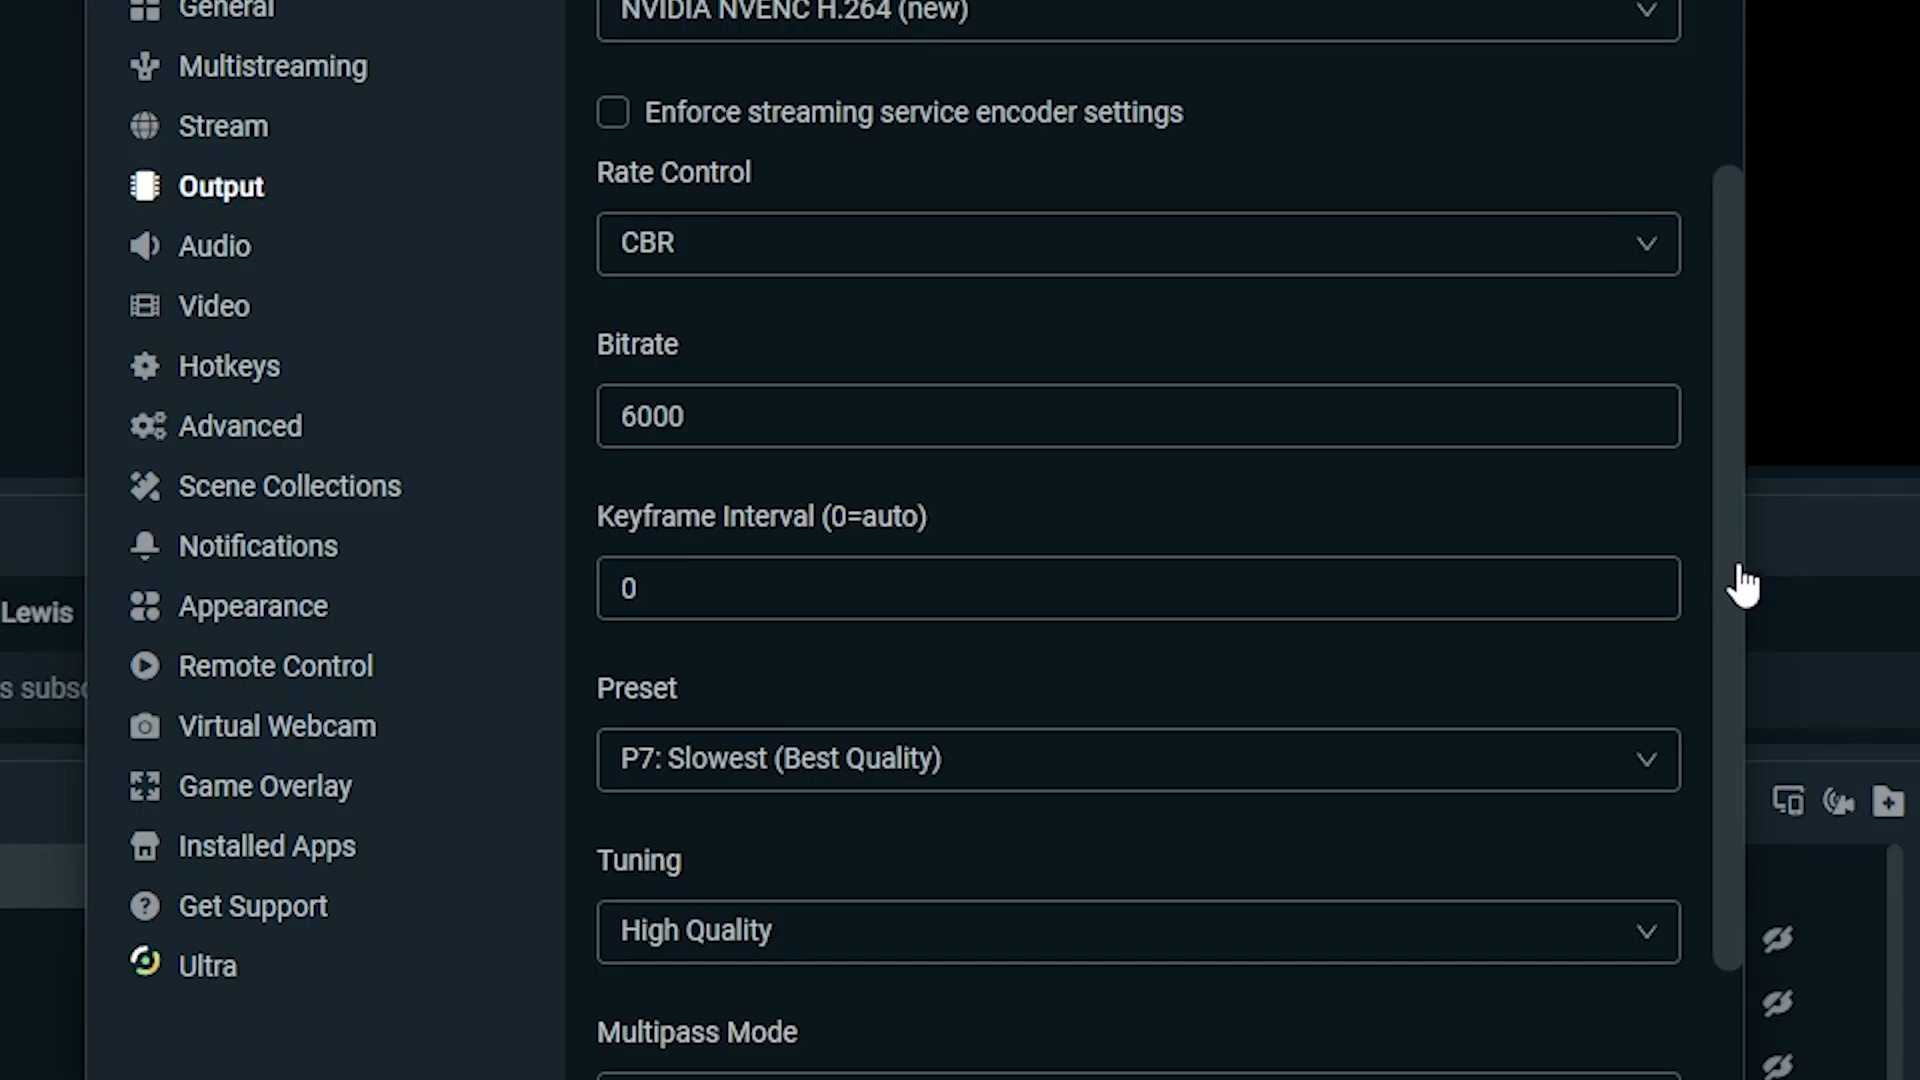 General
Multistreaming
Stream
Output
Audio
Video
Hotkeys
Advanced
Scene Collections
Notifications
Appearance
Remote Control
Virtual Webcam
Game Overlay
Installed Apps
Get Support
Ultra
NVIDIA NVENC H.264 (new)
Enforce streaming service encoder settings
Rate Control
CBR
Bitrate
6000
Keyframe Interval (0=auto)
0
Preset
P7: Slowest (Best Quality)
Tuning
High Quality
Multipass Mode
Lewis
s subs